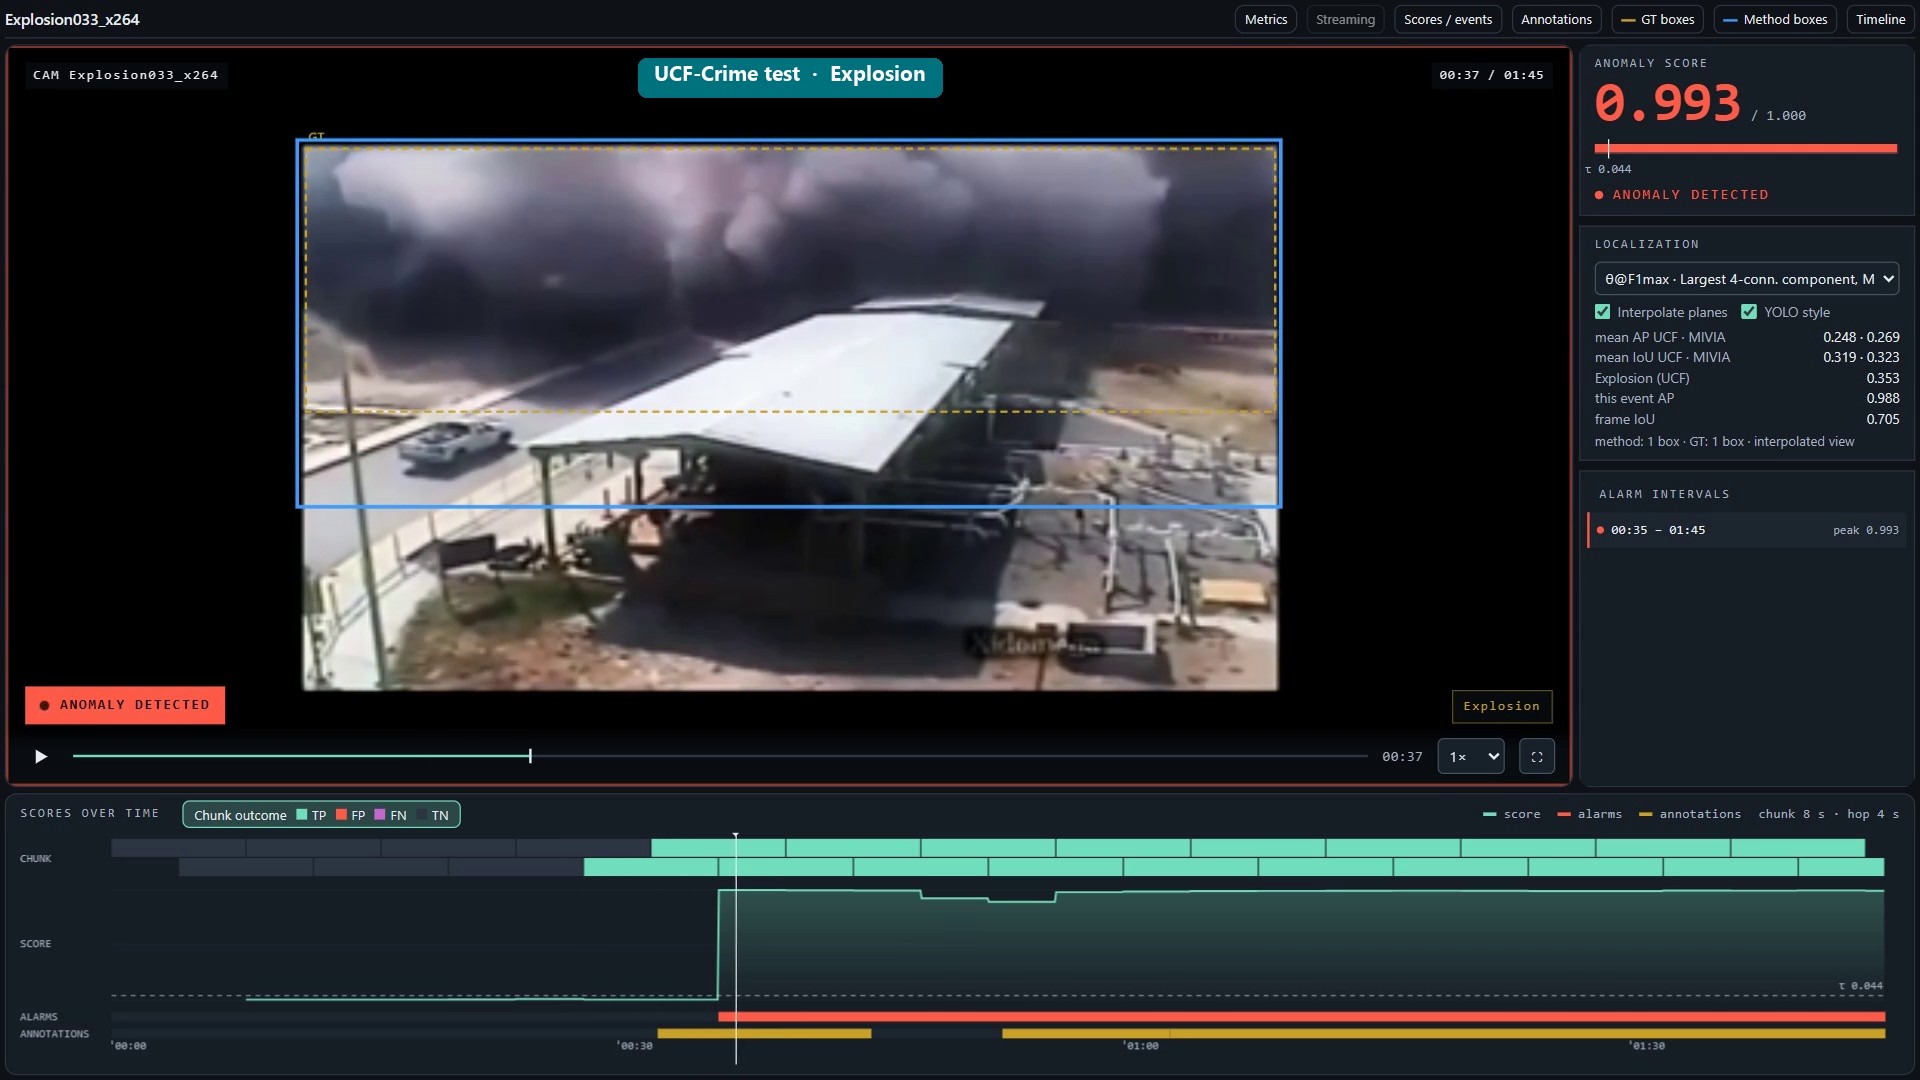 Explosion033_x264
Metrics
Streaming
Scores / events
Annotations
GT boxes
Method boxes
Timeline
CAM Explosion033_x264
UCF-Crime test · Explosion
00:37 / 01:45
GT
ANOMALY DETECTED
Explosion
00:37
1×
ANOMALY SCORE
0.993 / 1.000
τ 0.044
ANOMALY DETECTED
LOCALIZATION
θ@F1max · Largest 4-conn. component, M
Interpolate planes
YOLO style
mean AP UCF · MIVIA 0.248 · 0.269
mean IoU UCF · MIVIA 0.319 · 0.323
Explosion (UCF) 0.353
this event AP 0.988
frame IoU 0.705
method: 1 box · GT: 1 box · interpolated view
ALARM INTERVALS
00:35 – 01:45 peak 0.993
SCORES OVER TIME
Chunk outcome TP FP FN TN
score alarms annotations chunk 8 s · hop 4 s
CHUNK
SCORE
τ 0.044
ALARMS
ANNOTATIONS
'00:00 '00:30 '01:00 '01:30